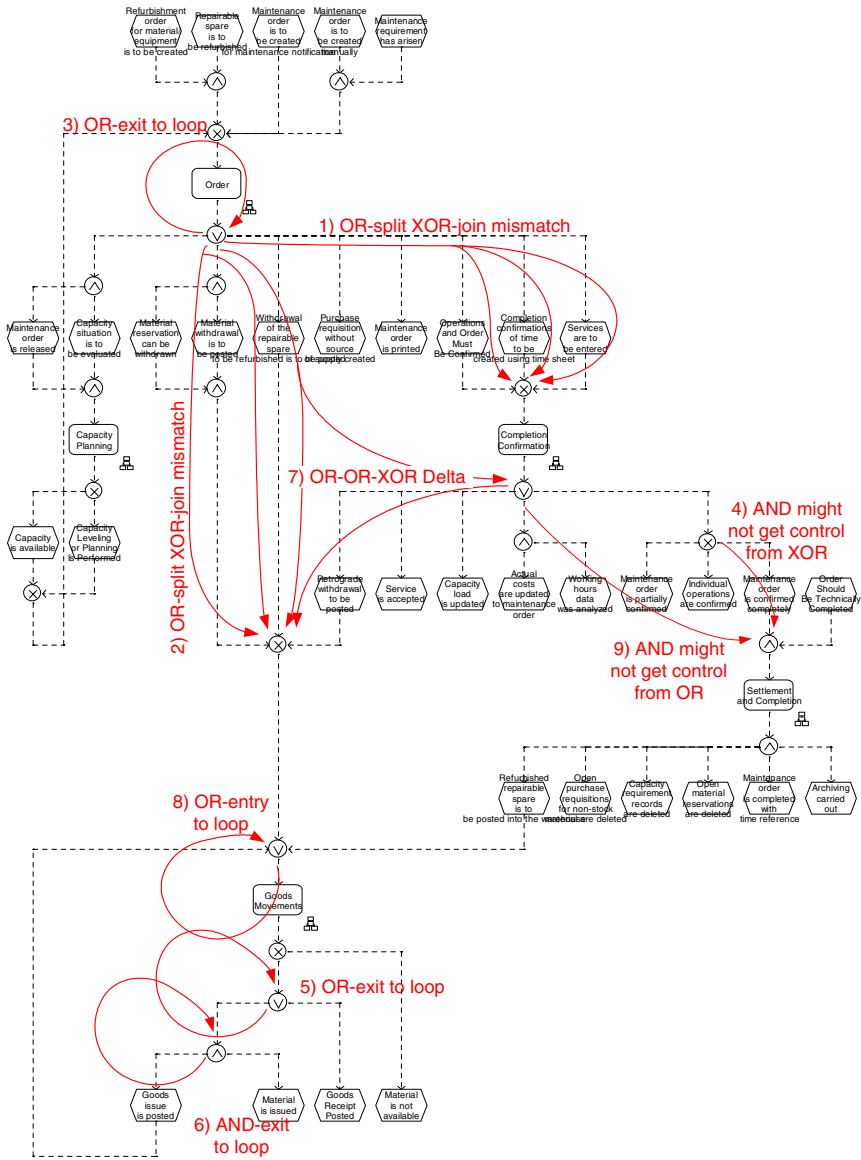 Refurbishment
order
for material/
equipment
is to be created
Repairable
spare
is to
be refurbished
Maintenance
order
is to be
created
for maintenance notification
Maintenance
order is
to be created
manually
Maintenance
requirement
has arisen
3) OR-exit to loop
Order
1) OR-split XOR-join mismatch
Maintenance
order
is released
Capacity
situation
is to
be evaluated
Material
reservation
can be
withdrawn
Material
withdrawal
is to
be posted
Withdrawal
of the
repairable
spare
to be refurbished is to be posted
Purchase
requisition
without
source
of supply created
Maintenance
order
is printed
Operations
and Order
Must
Be Confirmed
Completion
confirmations
of time
to be
created using time sheet
Services
are to
be entered
2) OR-split XOR-join mismatch
Capacity
Planning
Completion
Confirmation
7) OR-OR-XOR Delta
4) AND might
not get control
from XOR
Capacity
is available
Capacity
Leveling
or Planning
is Performed
Retrograde
withdrawal
to be
posted
Service
is accepted
Capacity
load
is updated
Actual
costs
are updated
to maintenance
order
Working
hours
data
was analyzed
Maintenance
order
is partially
confirmed
Individual
operations
are confirmed
Maintenance
order
is confirmed
completely
Order
Should
Be Technically
Completed
9) AND might
not get control
from OR
Settlement
and Completion
Refurbished
repairable
spare
is to
be posted into the warehouse
Open
purchase
requisitions
for non-stock
material are deleted
Capacity
requirement
records
are deleted
Open
material
reservations
are deleted
Maintenance
order
is completed
with
time reference
Archiving
carried
out
8) OR-entry
to loop
Goods
Movements
5) OR-exit to loop
Goods
issue
is posted
Material
is issued
Goods
Receipt
Posted
Material
is not
available
6) AND-exit
to loop